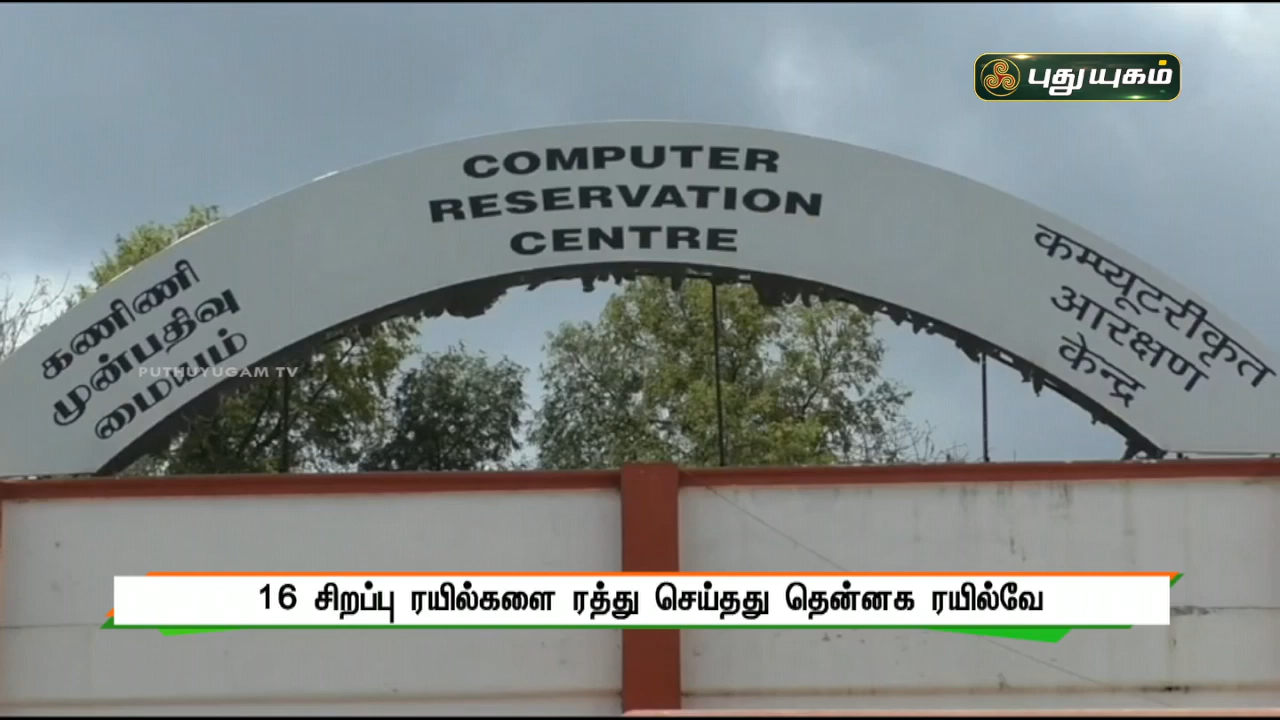 புதுயுகம்
COMPUTER
RESERVATION
CENTRE
கணிணி
முன்பதிவு
மையம்
कम्प्यूटरीकृत
आरक्षण
केन्द्र
PUTHUYUGAM TV
16 சிறப்பு ரயில்களை ரத்து செய்தது தென்னக ரயில்வே